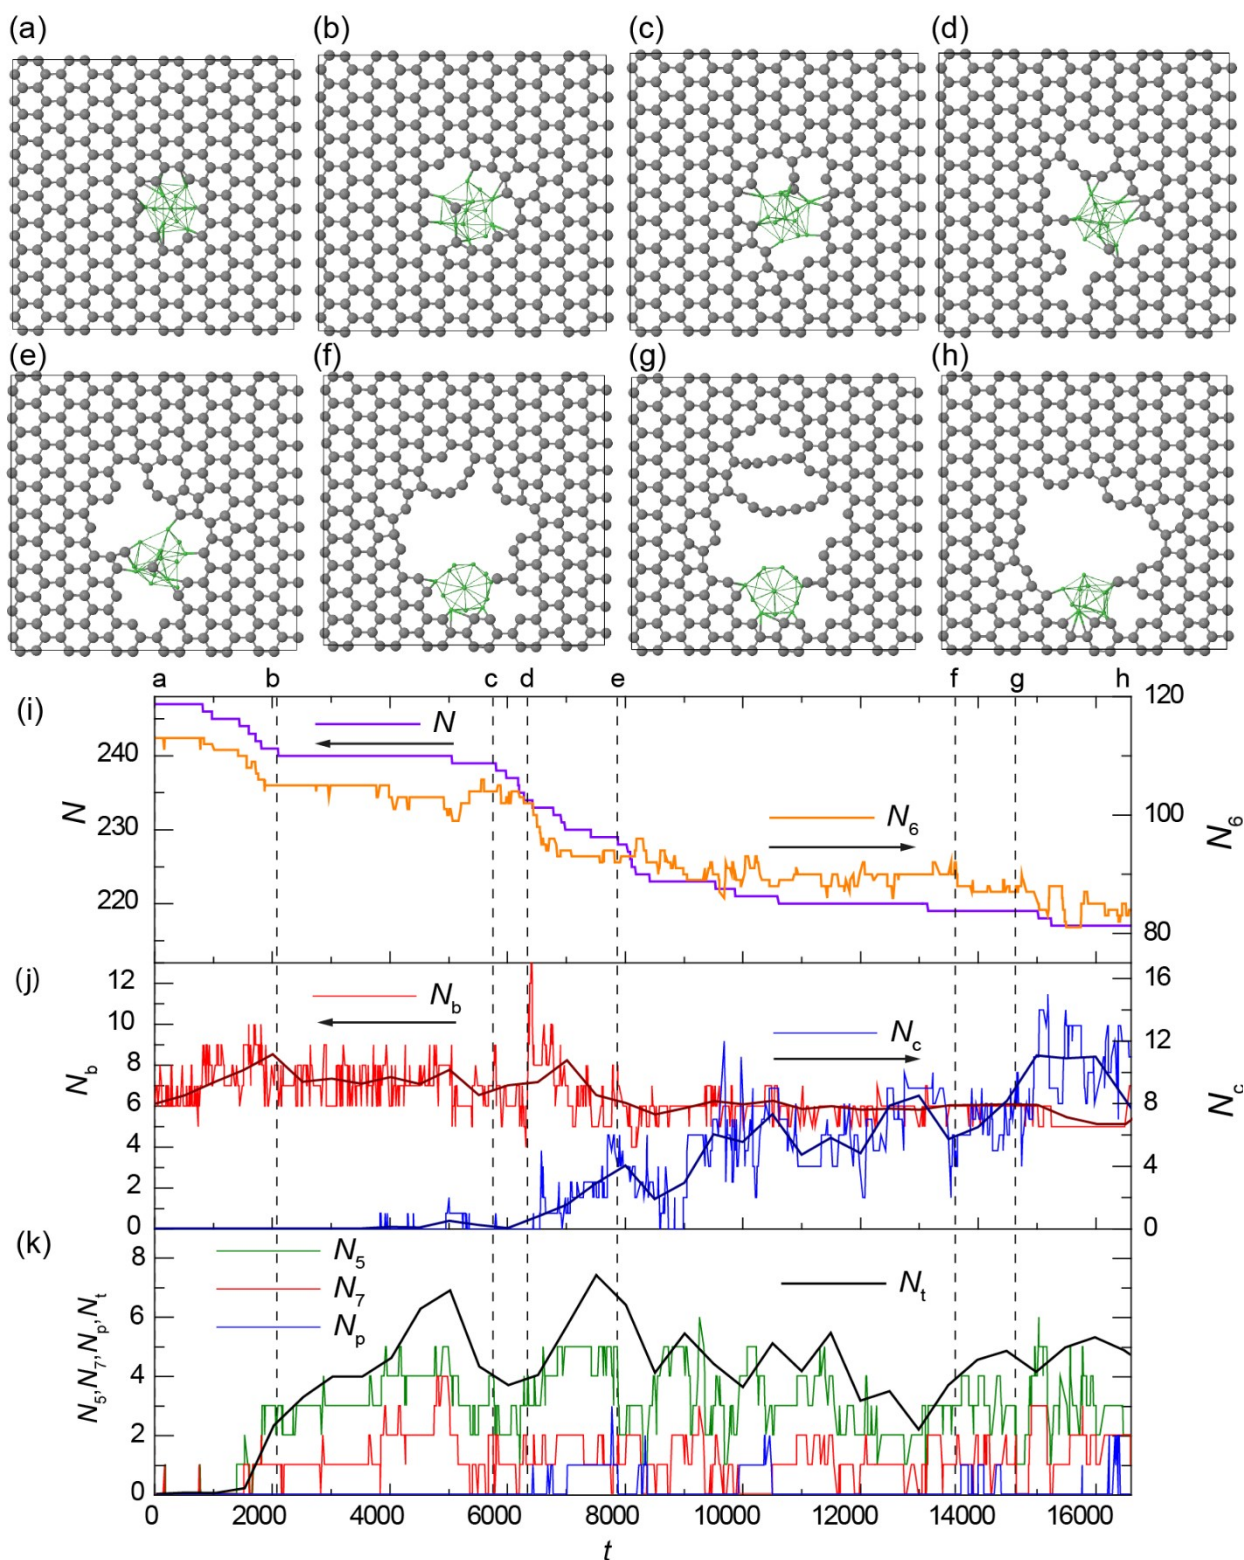 (a) (b) (c) (d)
(e) (f) (g) (h)
a b c d e f g h
(i)
N
N6
240
230
220
N
120
100
80
N6
(j)
Nb
Nc
12
10
8
6
4
2
0
Nb
16
12
8
4
0
Nc
(k)
N5
N7
Np
Nt
8
6
4
2
0
N5,N7,Np,Nt
0 2000 4000 6000 8000 10000 12000 14000 16000
t